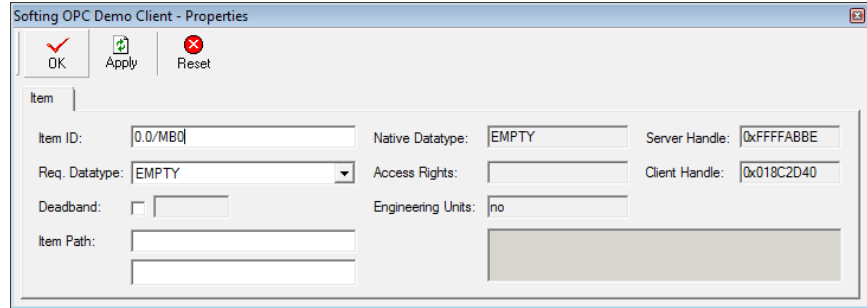 Softing OPC Demo Client - Properties
OK Apply Reset
Item
Item ID: 0.0/MB0 Native Datatype: EMPTY Server Handle: 0xFFFFABBE
Req. Datatype: EMPTY Access Rights: Client Handle: 0x018C2D40
Deadband: Engineering Units: no
Item Path: